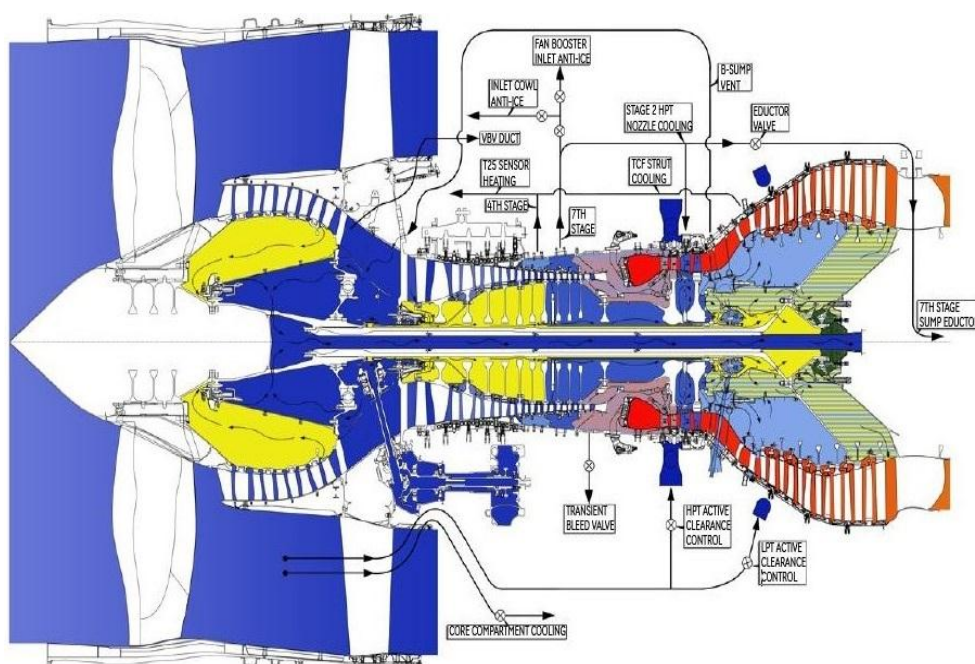 FAN BOOSTER
INLET ANTI-ICE
B-SUMP
VENT
INLET COWL
ANTI-ICE
STAGE 2 HPT
NOZZLE COOLING
EDUCTOR
VALVE
VBV DUCT
T25 SENSOR
HEATING
TCF STRUT
COOLING
4TH STAGE
7TH
STAGE
7TH STAGE
SUMP EDUCTOR
TRANSIENT
BLEED VALVE
HPT ACTIVE
CLEARANCE
CONTROL
LPT ACTIVE
CLEARANCE
CONTROL
CORE COMPARTMENT COOLING